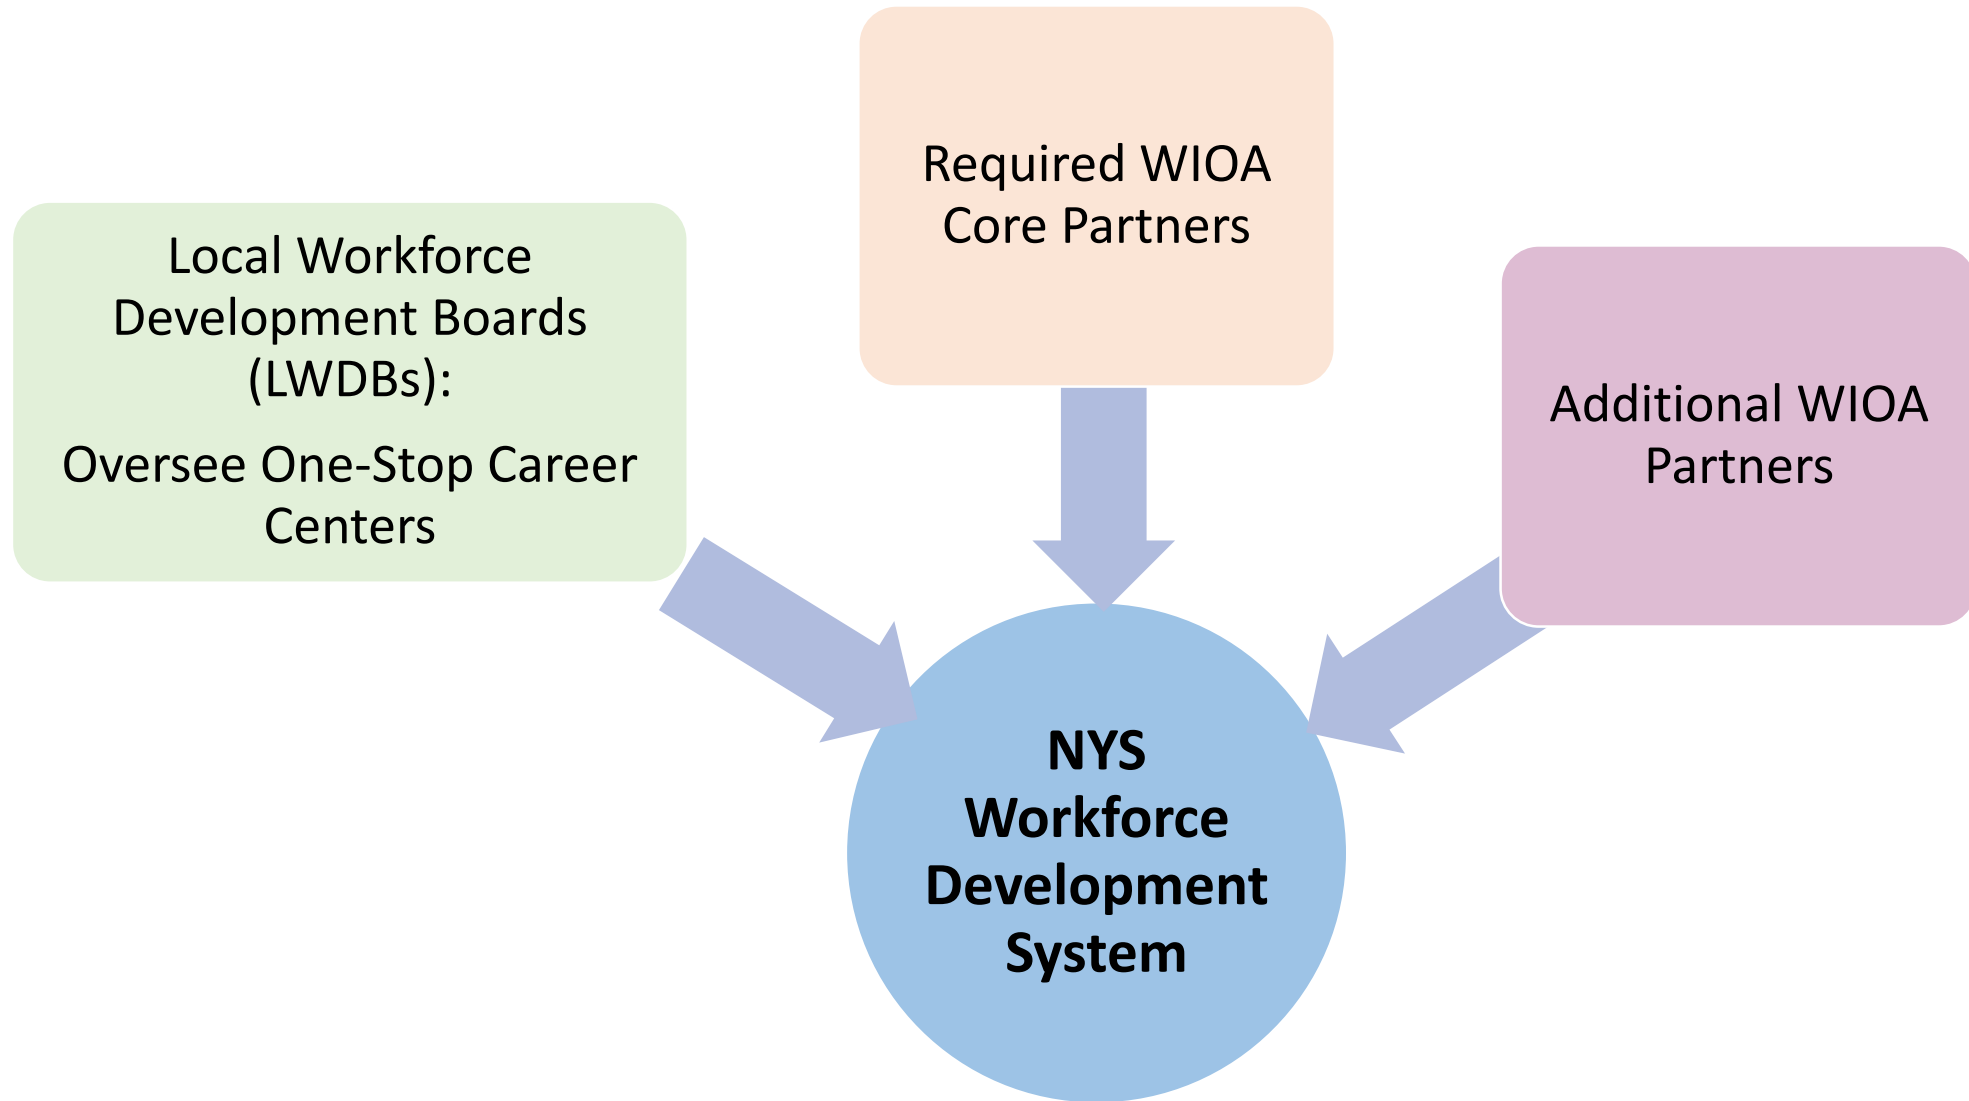 Local Workforce
Development Boards
(LWDBs):
Oversee One-Stop Career
Centers
Required WIOA
Core Partners
Additional WIOA
Partners
NYS
Workforce
Development
System